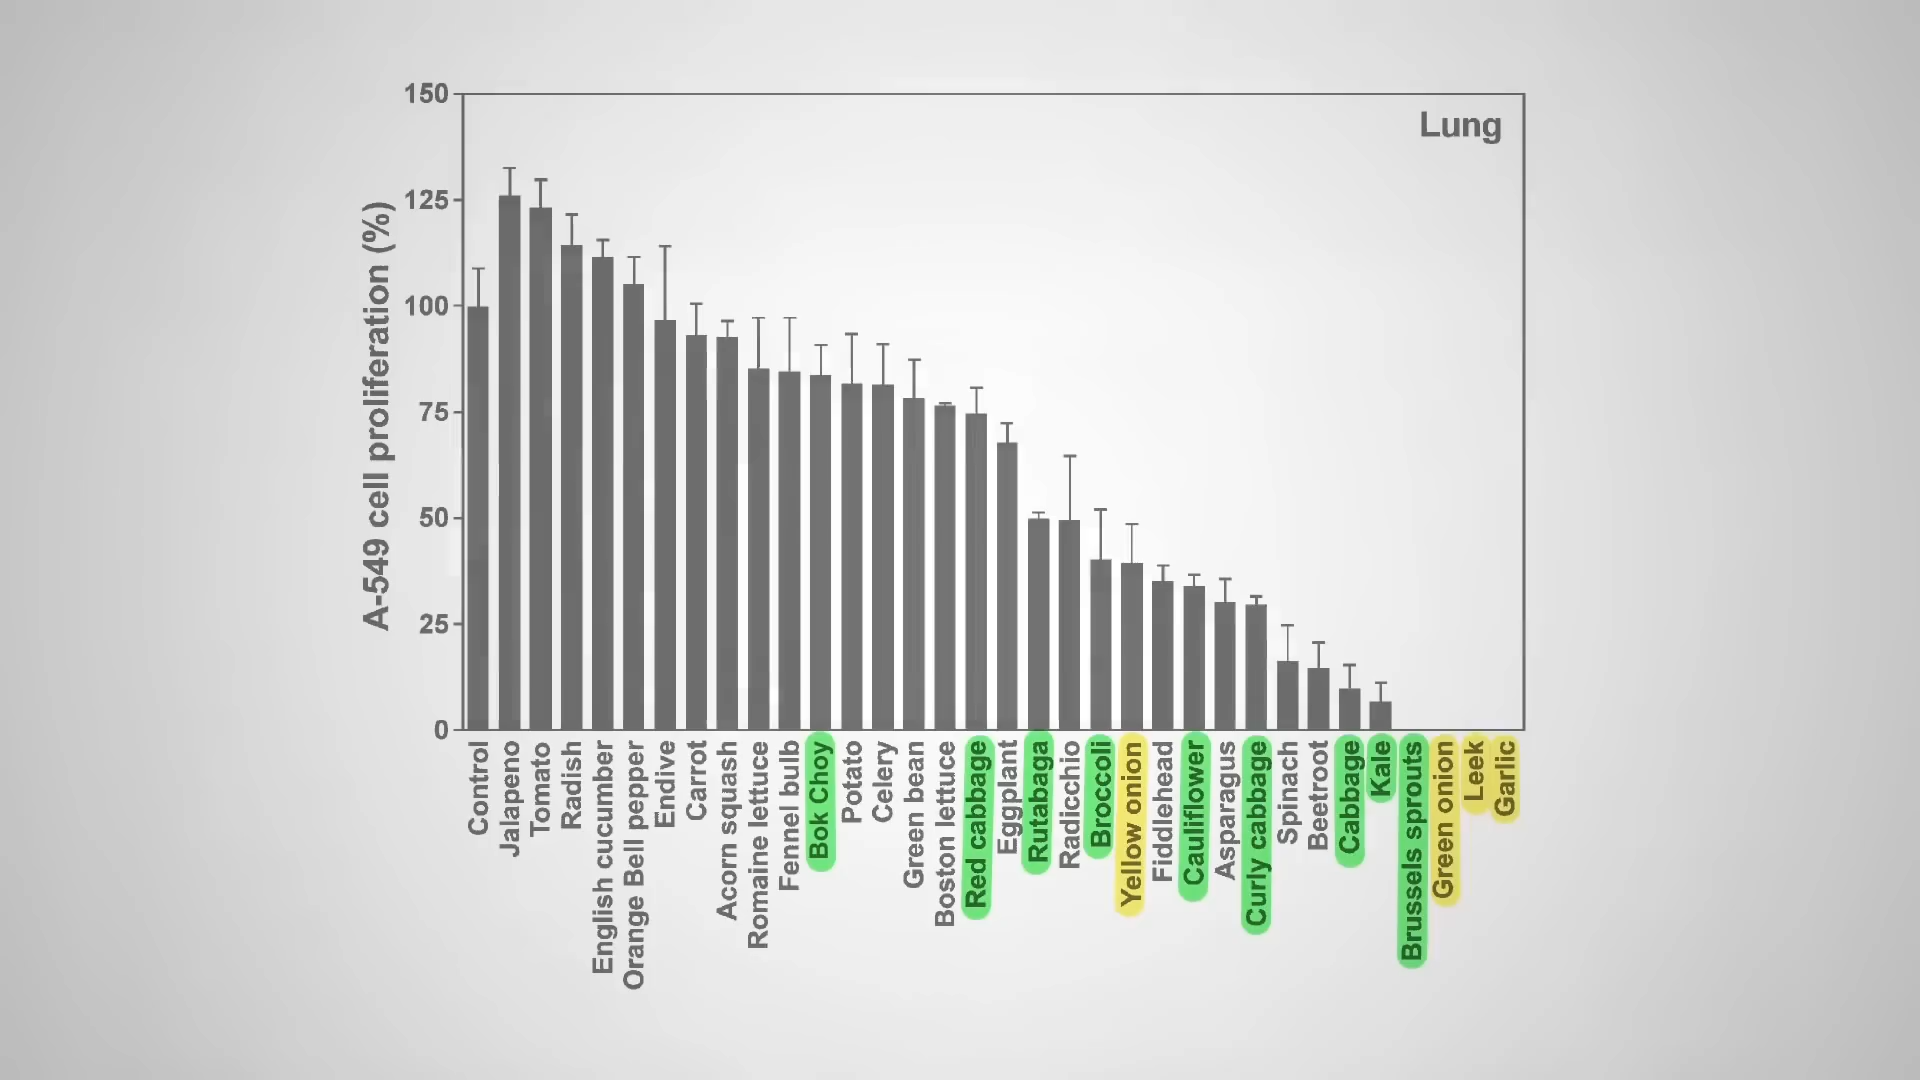 150
Lung
125
100
75
50
25
0
A-549 cell proliferation (%)
Control
Jalapeno
Tomato
Radish
English cucumber
Orange Bell pepper
Endive
Carrot
Acorn squash
Romaine lettuce
Fennel bulb
Bok Choy
Potato
Celery
Green bean
Boston lettuce
Red cabbage
Eggplant
Rutabaga
Radicchio
Broccoli
Yellow onion
Fiddlehead
Cauliflower
Asparagus
Curly cabbage
Spinach
Beetroot
Cabbage
Kale
Brussels sprouts
Green onion
Leek
Garlic